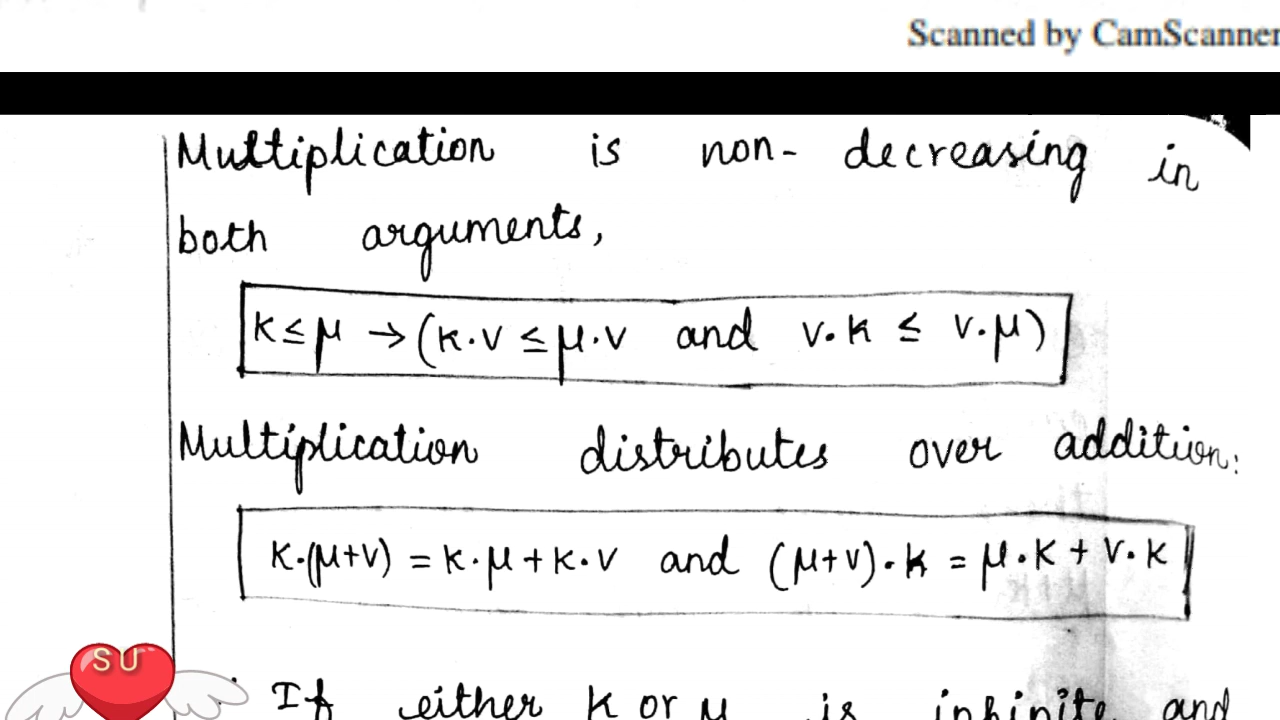 Scanned by CamScanner
Multiplication is non-decreasing in
both arguments,
K ≤ μ → (K·ν ≤ μ·ν and ν·K ≤ ν·μ)
Multiplication distributes over addition:
K·(μ+ν) = K·μ + K·ν and (μ+ν)·K = μ·K + ν·K
SU
If either K or μ is infinite and